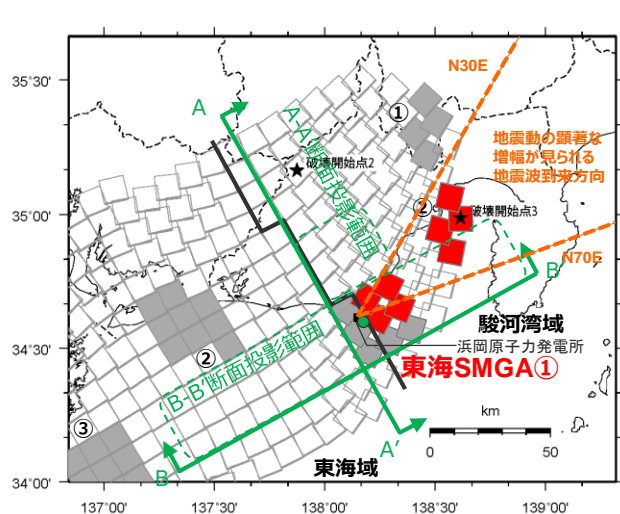 N30E
35°30'
A
①
A-A'断面投影範囲
地震動の顕著な
増幅が見られる
地震波到来方向
破壊開始点2
35°00'
②
破壊開始点3
N70E
B'
駿河湾域
浜岡原子力発電所
34°30'
②
東海SMGA①
B-B'断面投影範囲
③
km
A'
0
50
東海域
B
34°00'
137°00'
137°30'
138°00'
138°30'
139°00'